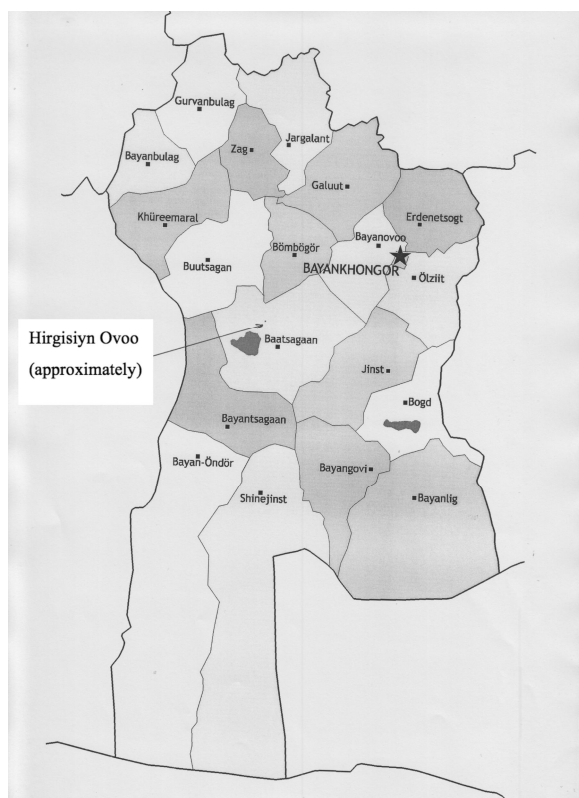 Gurvanbulag
Jargalant
Zag
Bayanbulag
Galuut
Khüreemaral
Erdenetsogt
Bayanovoo
Bömbögör
Buutsagan
BAYANKHONGOR
Ölziit
Hirgisiyn Ovoo
(approximately)
Baatsagaan
Jinst
Bogd
Bayantsagaan
Bayan-Öndör
Bayangovi
Shinejinst
Bayanlig